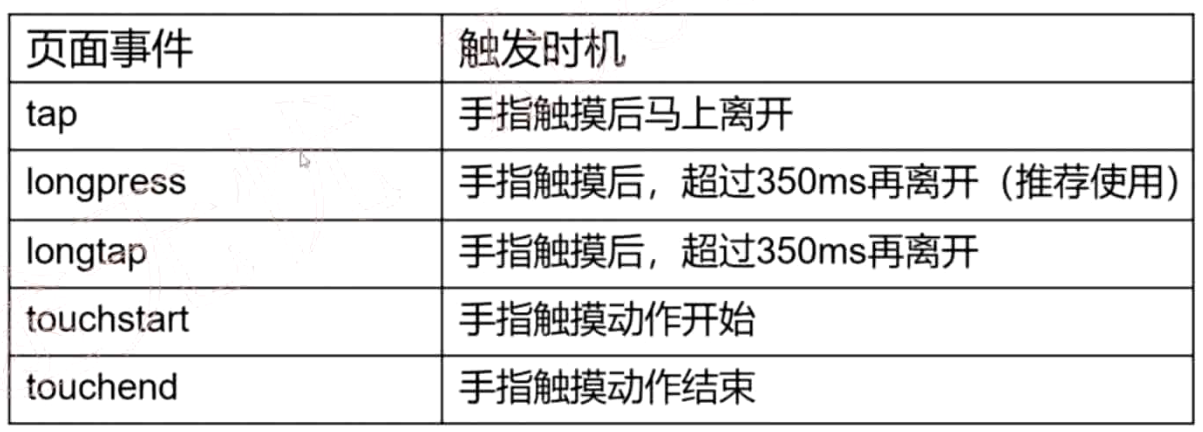 页面事件 触发时机
tap 手指触摸后马上离开
longpress 手指触摸后，超过350ms再离开（推荐使用）
longtap 手指触摸后，超过350ms再离开
touchstart 手指触摸动作开始
touchend 手指触摸动作结束